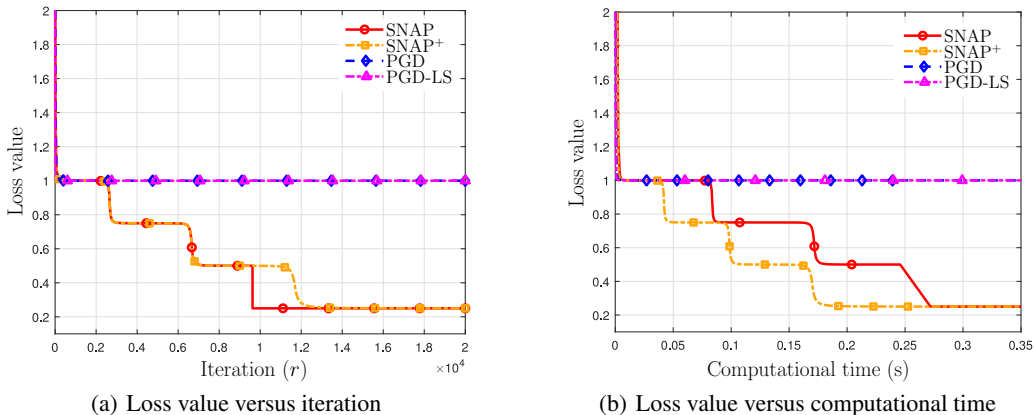 2
1.8
1.6
1.4
1.2
1
0.8
0.6
0.4
0.2
Loss value
0 0.2 0.4 0.6 0.8 1 1.2 1.4 1.6 1.8 2
×10⁴
Iteration (r)
SNAP
SNAP⁺
PGD
PGD-LS
(a) Loss value versus iteration
2
1.8
1.6
1.4
1.2
1
0.8
0.6
0.4
0.2
Loss value
0 0.05 0.1 0.15 0.2 0.25 0.3 0.35
Computational time (s)
SNAP
SNAP⁺
PGD
PGD-LS
(b) Loss value versus computational time